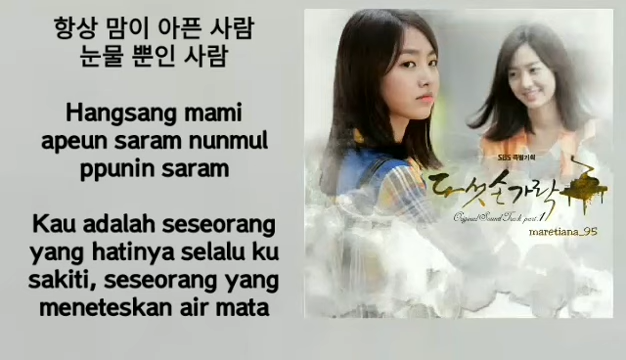 항상 맘이 아픈 사람
눈물 뿐인 사람
Hangsang mami
apeun saram nunmul
ppunin saram
Kau adalah seseorang
yang hatinya selalu ku
sakiti, seseorang yang
meneteskan air mata
SBS 특별기획
다섯손가락
Original Sound Track part.1
maretiana_95